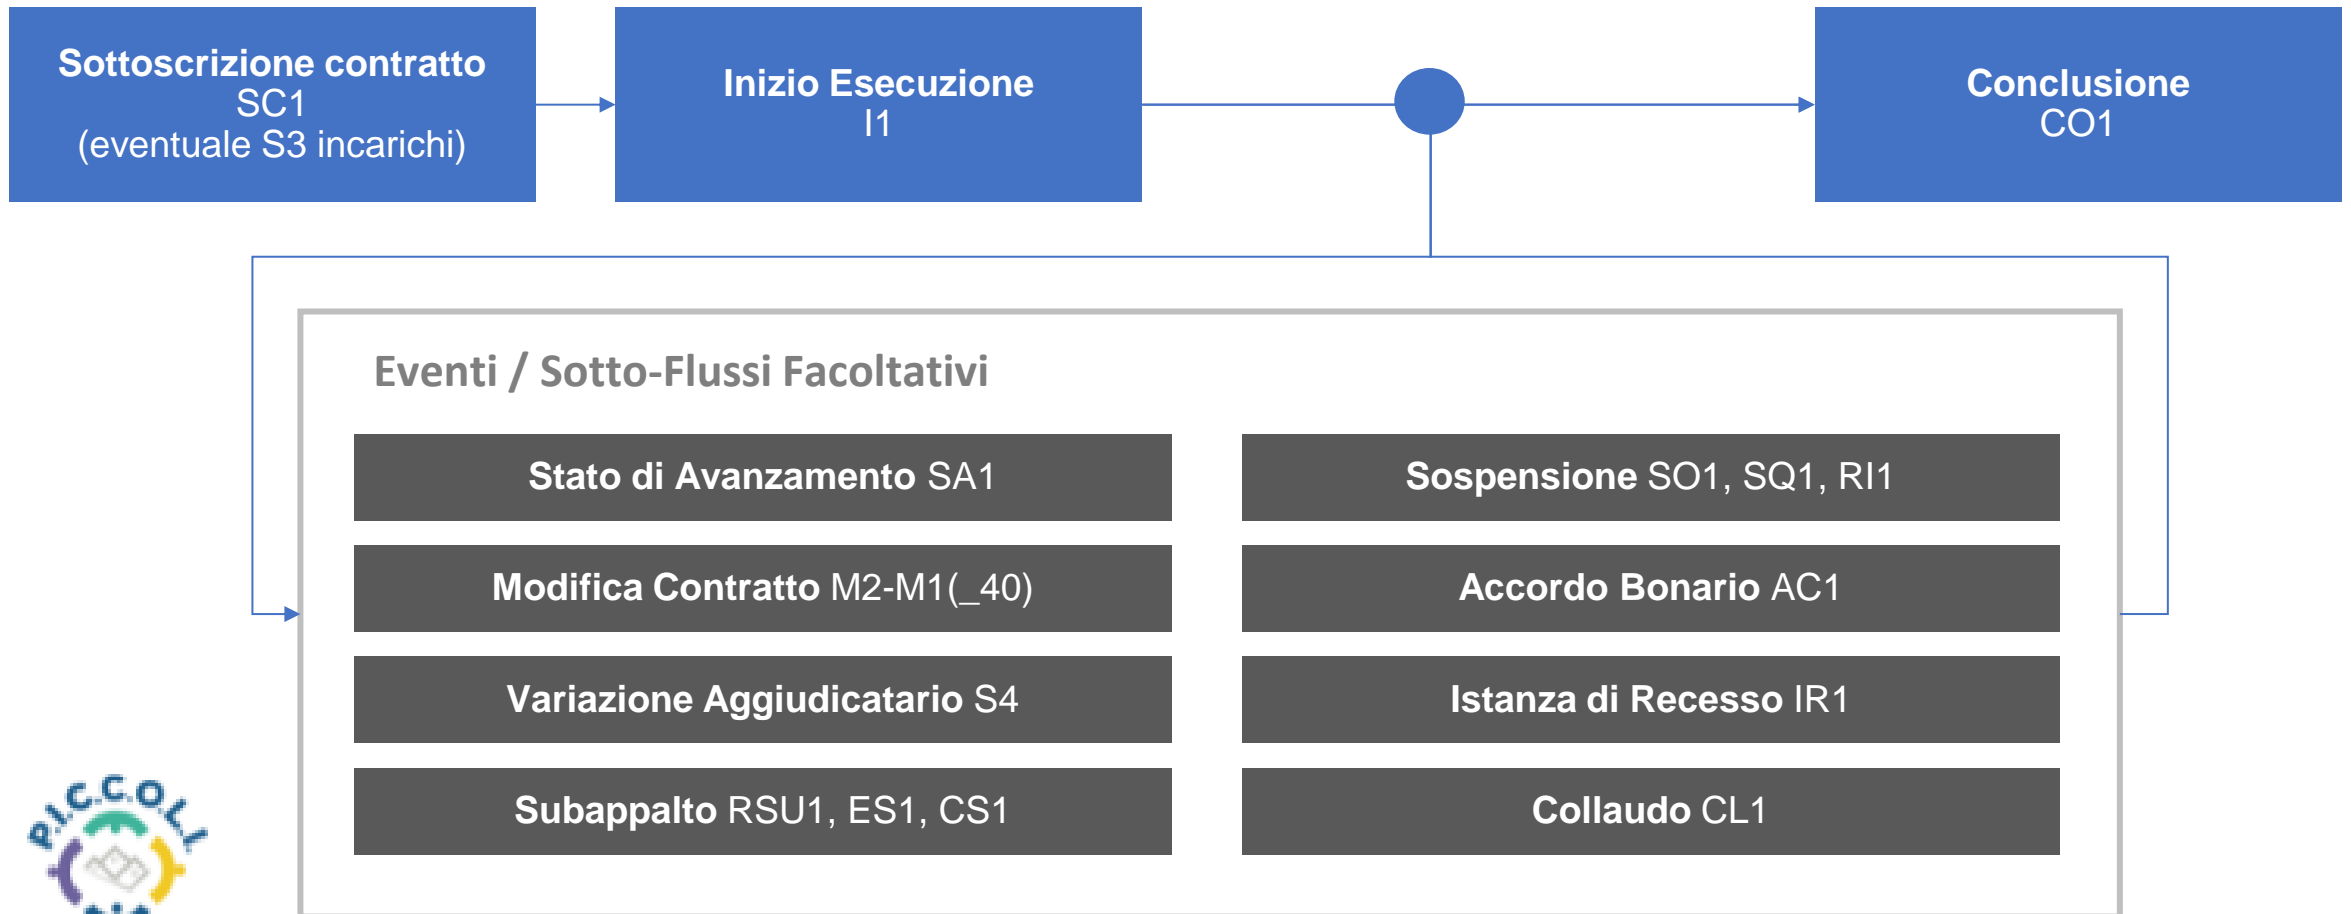 Sottoscrizione contratto
SC1
(eventuale S3 incarichi)
Inizio Esecuzione
I1
Conclusione
CO1
Eventi / Sotto-Flussi Facoltativi
Stato di Avanzamento SA1
Sospensione SO1, SQ1, RI1
Modifica Contratto M2-M1(_40)
Accordo Bonario AC1
Variazione Aggiudicatario S4
Istanza di Recesso IR1
Subappalto RSU1, ES1, CS1
Collaudo CL1
P.I.C.C.O.L.I.